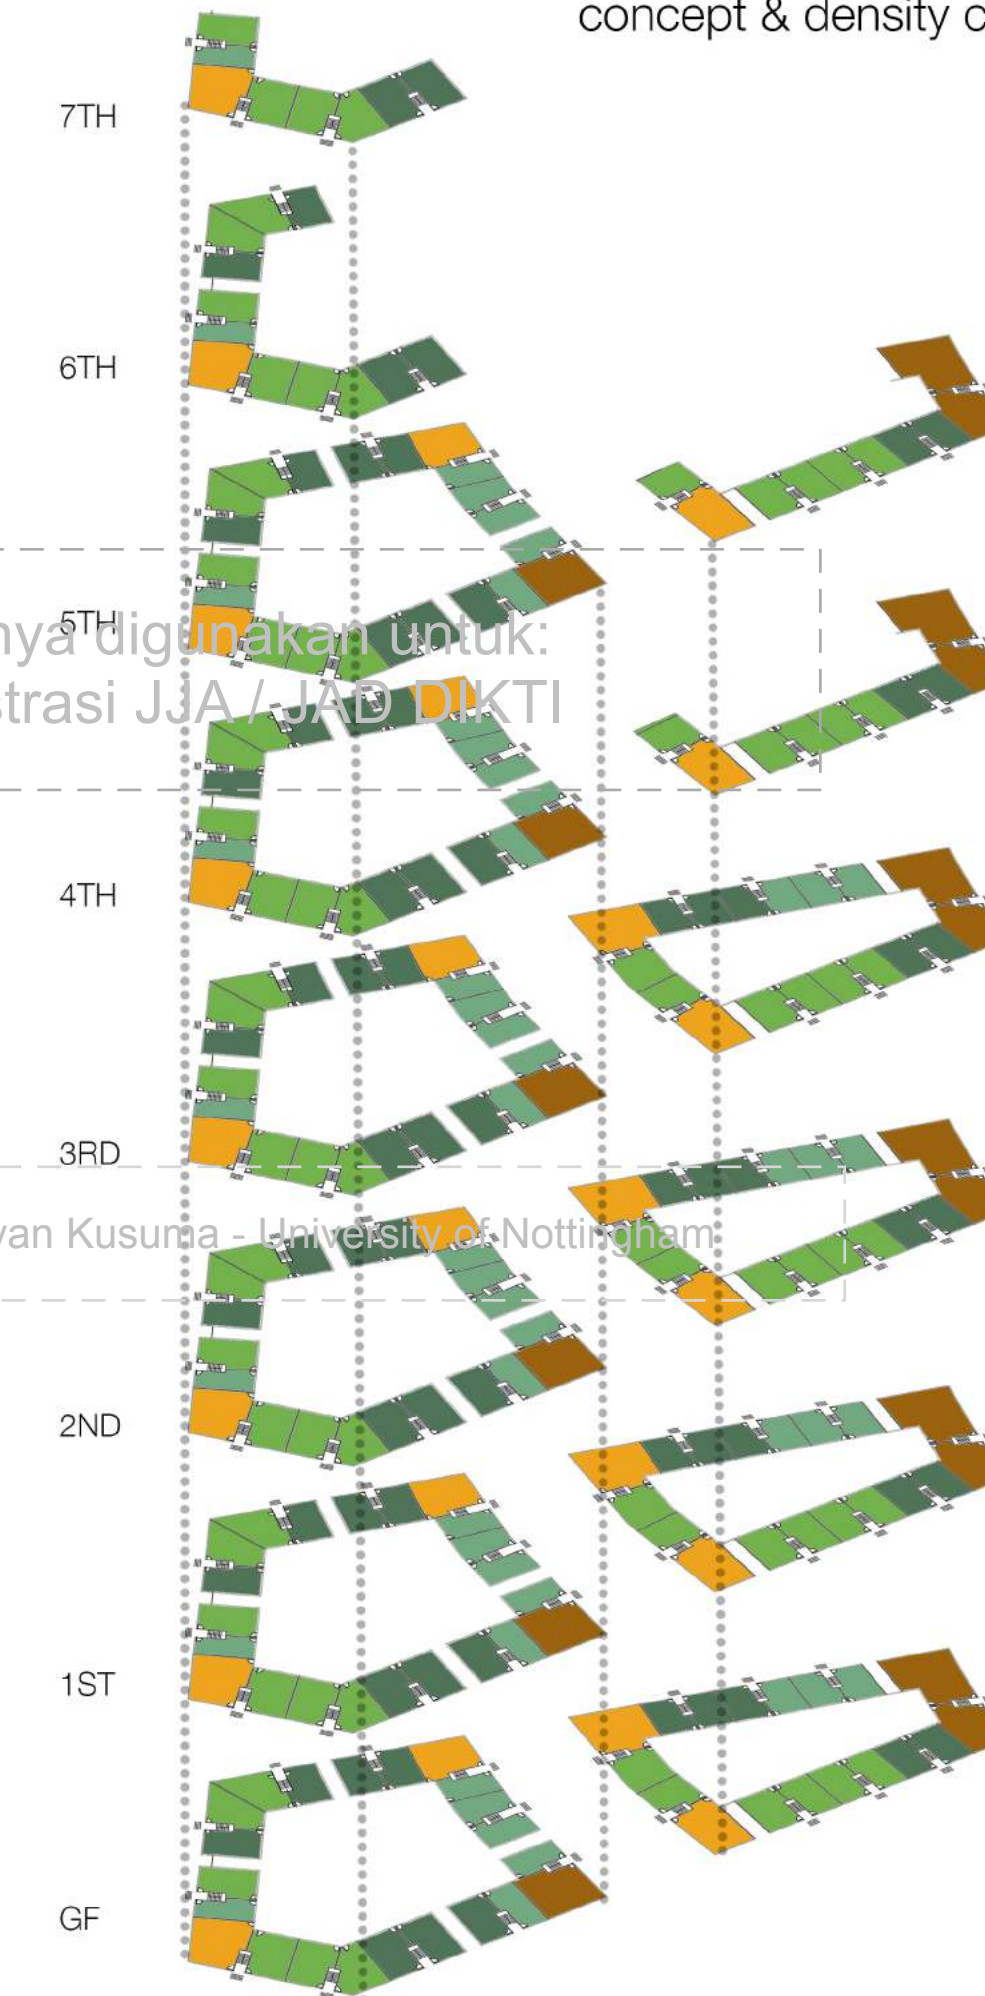 concept & density c
7TH
6TH
5TH
nya digunakan untuk:
strasi JJA / JAD DIKTI
4TH
3RD
van Kusuma - University of Nottingham
2ND
1ST
GF